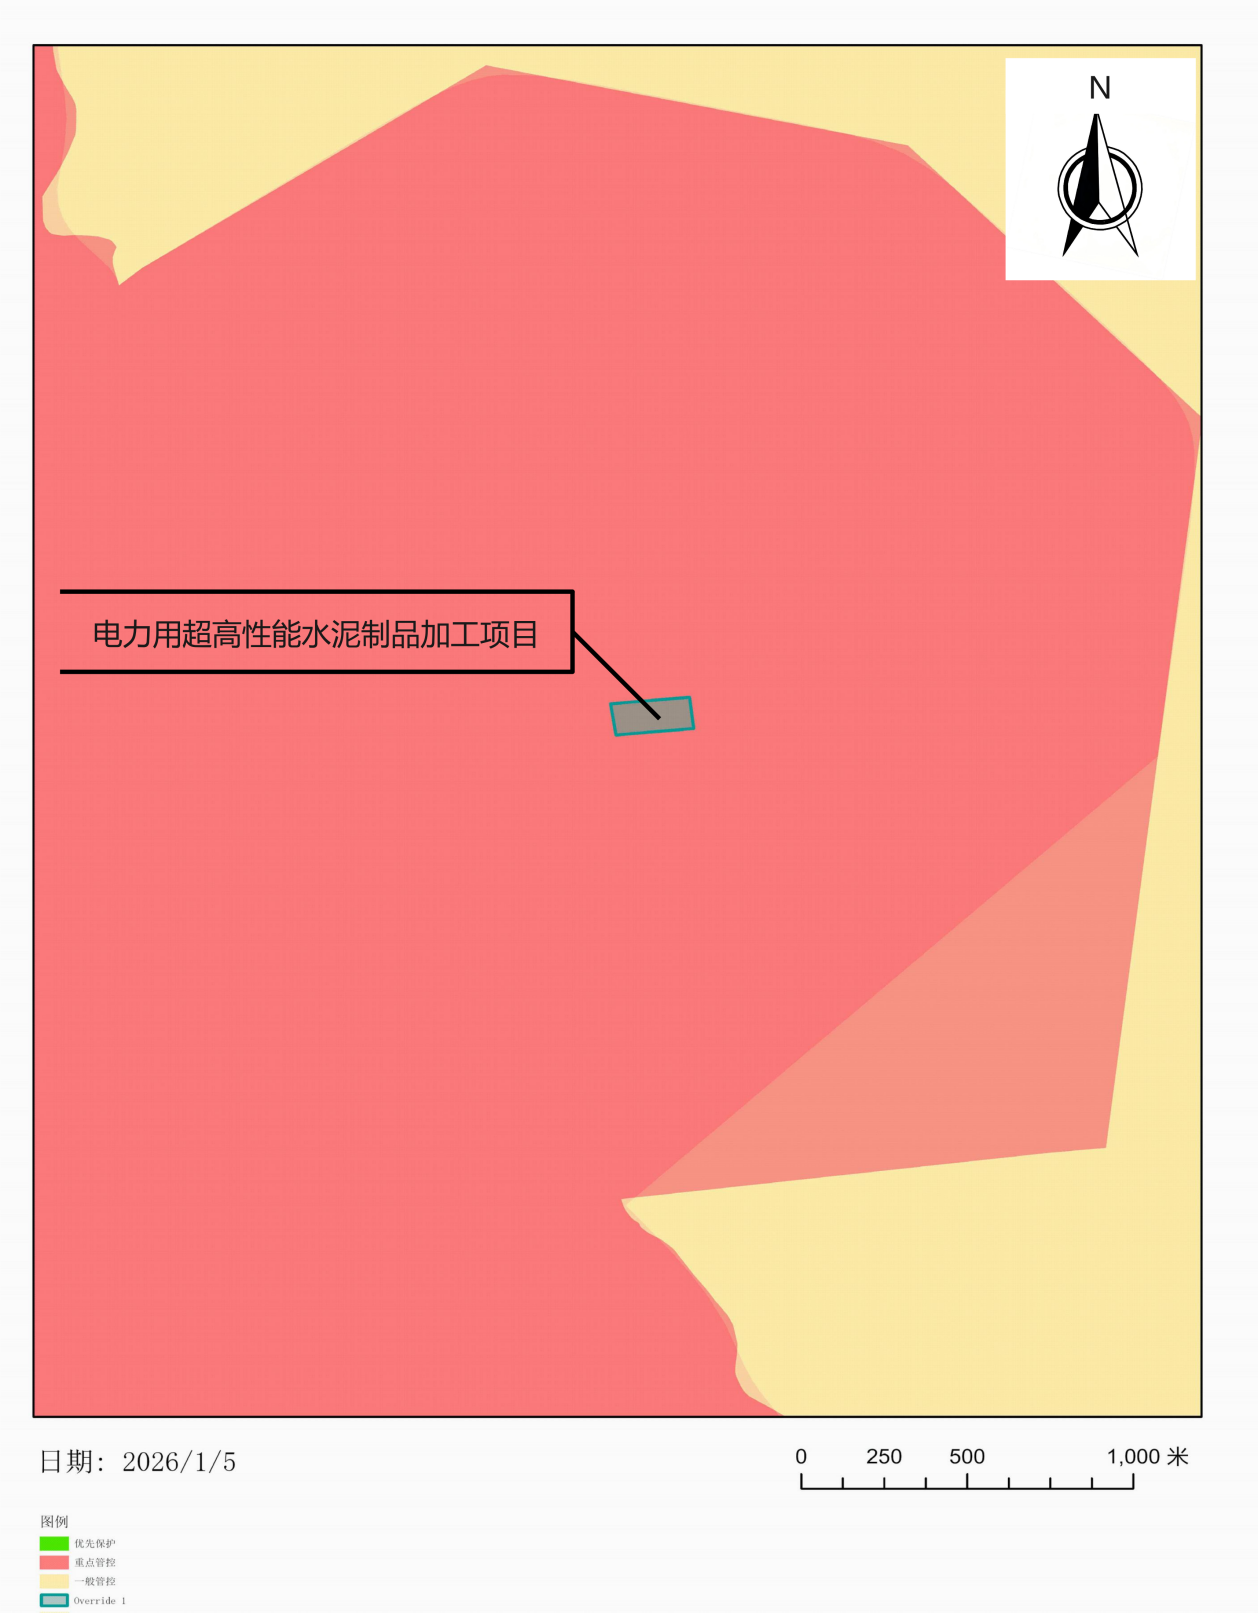 N
电力用超高性能水泥制品加工项目
日期: 2026/1/5
0 250 500 1,000 米
图例
优先保护
重点管控
一般管控
Override 1